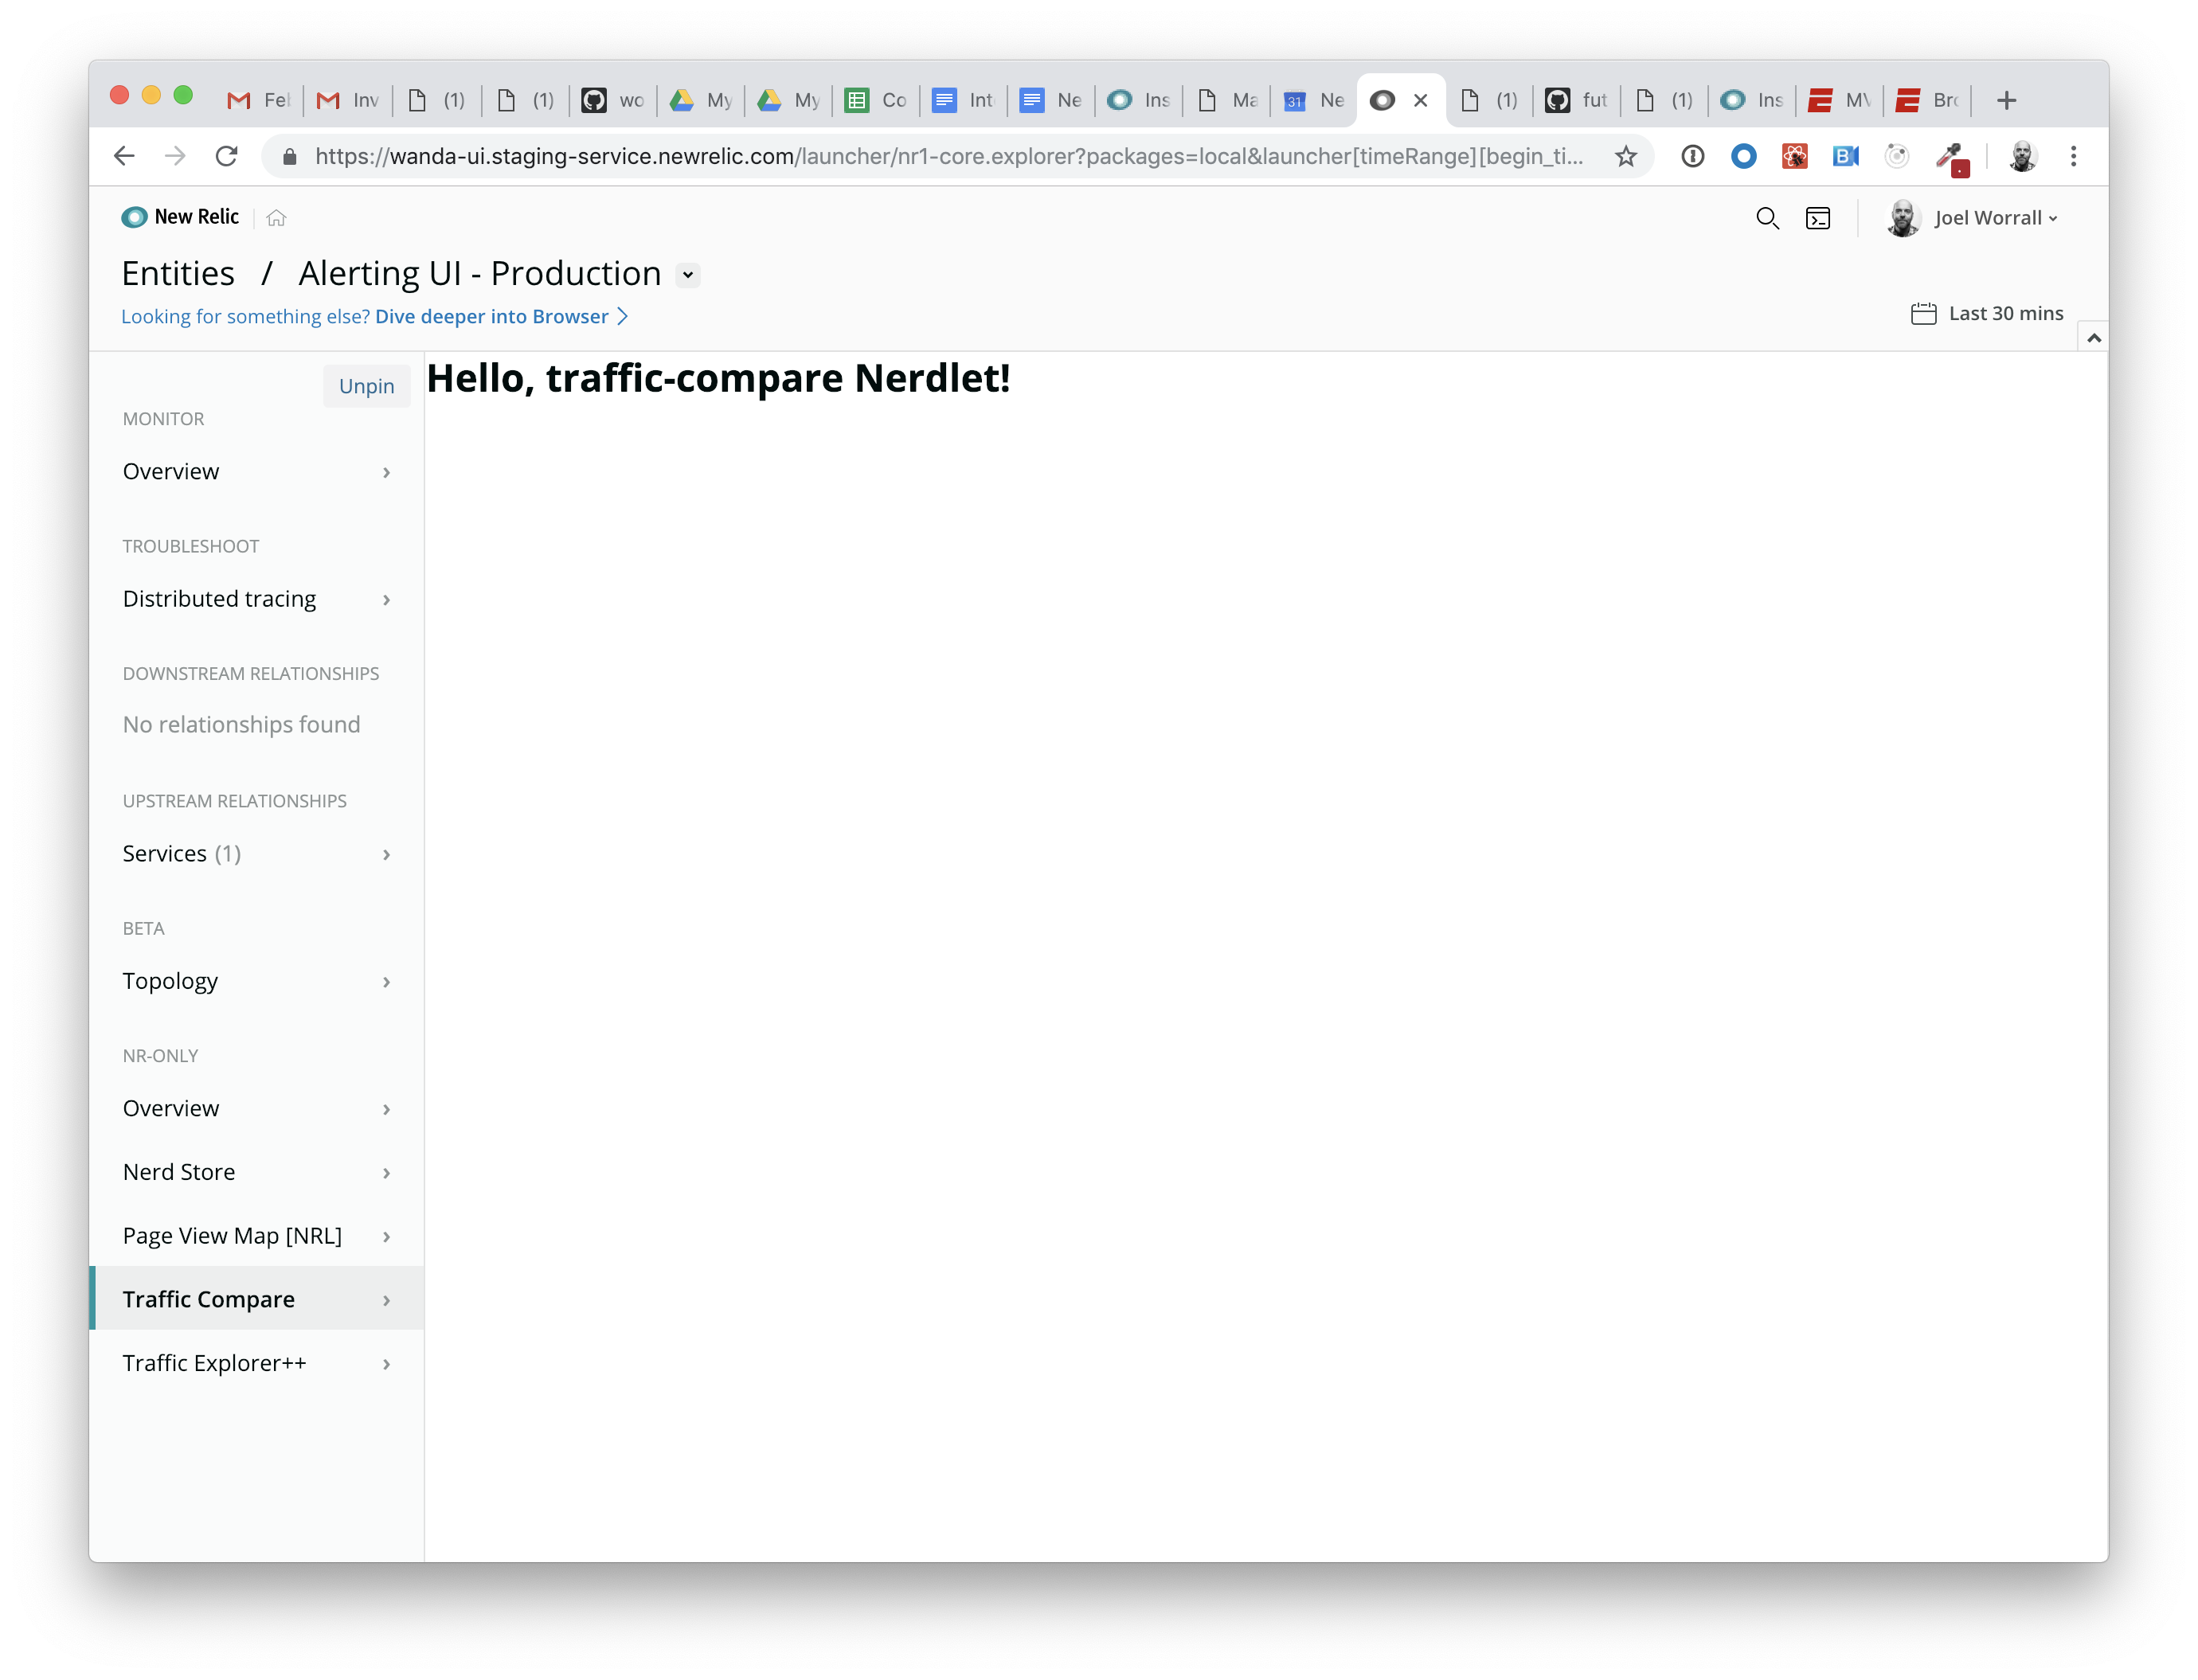 Fel Inv (1) (1) wo My My Co Int Ne Ins Ma 31 Ne (1) fut (1) Ins MV Bro
https://wanda-ui.staging-service.newrelic.com/launcher/nr1-core.explorer?packages=local&launcher[timeRange][begin_ti...
New Relic
Joel Worrall
Entities / Alerting UI - Production
Looking for something else? Dive deeper into Browser
Last 30 mins
Unpin
Hello, traffic-compare Nerdlet!
MONITOR
Overview
TROUBLESHOOT
Distributed tracing
DOWNSTREAM RELATIONSHIPS
No relationships found
UPSTREAM RELATIONSHIPS
Services (1)
BETA
Topology
NR-ONLY
Overview
Nerd Store
Page View Map [NRL]
Traffic Compare
Traffic Explorer++